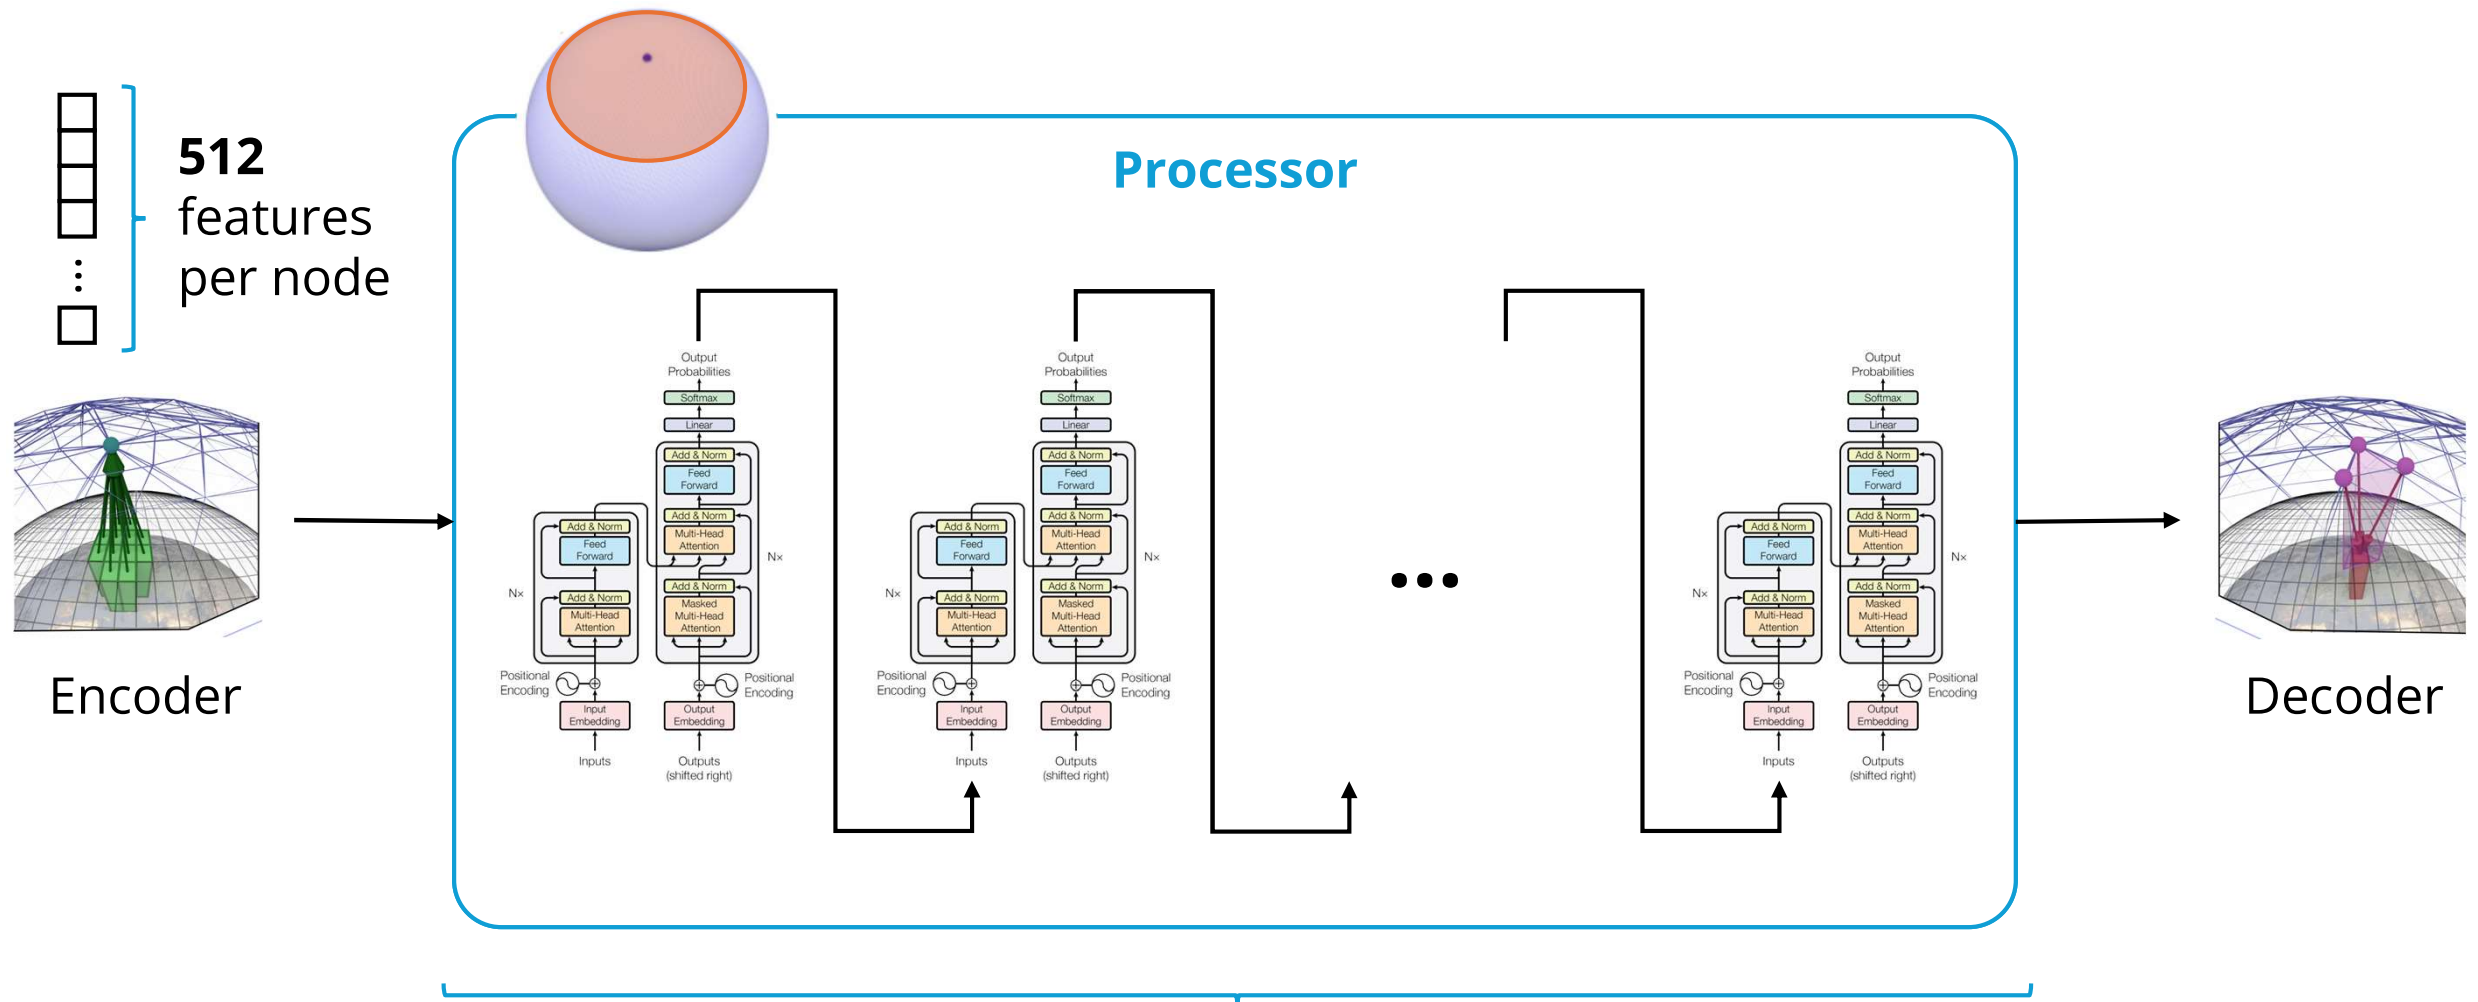 512
features
per node
Encoder
Processor
Output
Probabilities
Softmax
Linear
Add & Norm
Feed
Forward
Add & Norm
Multi-Head
Attention
Add & Norm
Masked
Multi-Head
Attention
Nx
Add & Norm
Feed
Forward
Add & Norm
Multi-Head
Attention
Nx
Positional
Encoding
Positional
Encoding
Input
Embedding
Output
Embedding
Inputs
Outputs
(shifted right)
Output
Probabilities
Softmax
Linear
Add & Norm
Feed
Forward
Add & Norm
Multi-Head
Attention
Add & Norm
Masked
Multi-Head
Attention
Nx
Add & Norm
Feed
Forward
Add & Norm
Multi-Head
Attention
Nx
Positional
Encoding
Positional
Encoding
Input
Embedding
Output
Embedding
Inputs
Outputs
(shifted right)
...
Output
Probabilities
Softmax
Linear
Add & Norm
Feed
Forward
Add & Norm
Multi-Head
Attention
Add & Norm
Masked
Multi-Head
Attention
Nx
Add & Norm
Feed
Forward
Add & Norm
Multi-Head
Attention
Nx
Positional
Encoding
Positional
Encoding
Input
Embedding
Output
Embedding
Inputs
Outputs
(shifted right)
Decoder